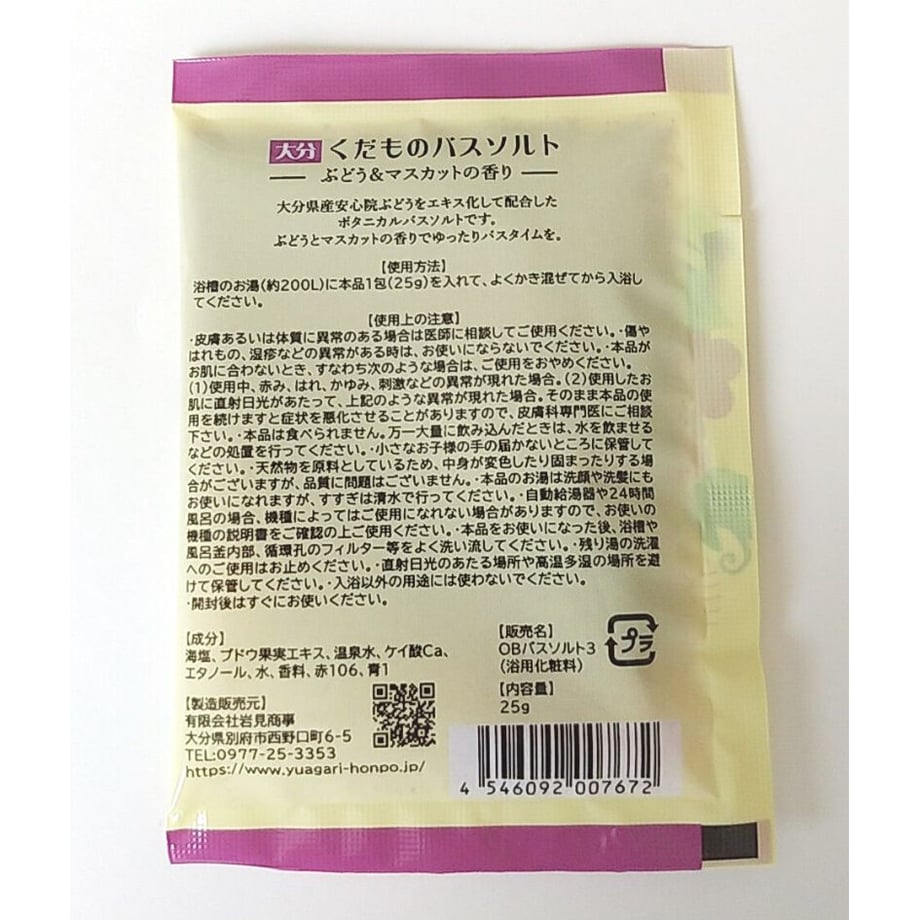 大分 くだものバスソルト
ぶどう&マスカットの香り
大分県産安心院ぶどうをエキス化して配合した
ボタニカルバスソルトです。
ぶどうとマスカットの香りでゆったりバスタイムを。
【使用方法】
浴槽のお湯(約200L)に本品1包(25g)を入れて、よくかき混ぜてから入浴し
てください。
【使用上の注意】
・皮膚あるいは体質に異常のある場合は医師に相談してご使用ください。・傷や
はれもの、湿疹などの異常がある時は、お使いにならないでください。・本品が
お肌に合わないとき、すなわち次のような場合は、ご使用をおやめください。
(1)使用中、赤み、はれ、かゆみ、刺激などの異常が現れた場合。(2)使用したお
肌に直射日光があたって、上記のような異常が現れた場合。そのまま本品の使
用を続けますと症状を悪化させることがありますので、皮膚科専門医にご相談
下さい。・本品は食べられません。万一大量に飲み込んだときは、水を飲ませる
などの処置を行ってください。・小さなお子様の手の届かないところに保管して
ください。・天然物を原料としているため、中身が変色したり固まったりする場
合がございますが、品質に問題はございません。・本品のお湯は洗顔や洗髪にも
お使いになれますが、すすぎは清水で行ってください。・自動給湯器や24時間
風呂の場合、機種によってはご使用になれない場合がありますので、お使いの
機種の説明書をご確認の上ご使用ください。・本品をお使いになった後、浴槽や
風呂釜内部、循環孔のフィルター等をよく洗い流してください。・残り湯の洗濯
へのご使用はお止めください。・直射日光のあたる場所や高温多湿の場所を避
けて保管してください。・入浴以外の用途には使わないでください。
・開封後はすぐにお使いください。
【成分】
海塩、ブドウ果実エキス、温泉水、ケイ酸Ca、
エタノール、水、香料、赤106、青1
【製造販売元】
有限会社岩見商事
大分県別府市西野口町6-5
TEL:0977-25-3353
https://www.yuagari-honpo.jp/
【販売名】
OBバスソルト3
(浴用化粧料)
【内容量】
25g
プラ
4 546092 007672